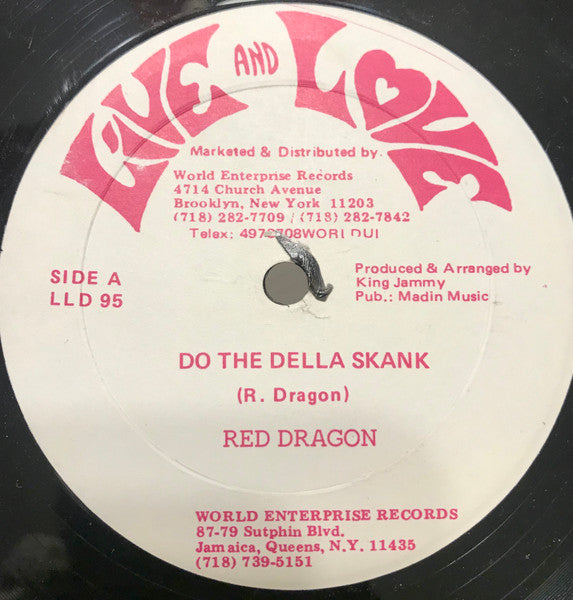 LIVE AND LOVE
Marketed & Distributed by
World Enterprise Records
4714 Church Avenue
Brooklyn, New York 11203
(718) 282-7709 / (718) 282-7842
Telex:
SIDE A
LLD 95
Produced & Arranged by
King Jammy
Pub.: Madin Music
DO THE DELLA SKANK
(R. Dragon)
RED DRAGON
WORLD ENTERPRISE RECORDS
87-79 Sutphin Blvd.
Jamaica, Queens, N.Y. 11435
(718) 739-5151